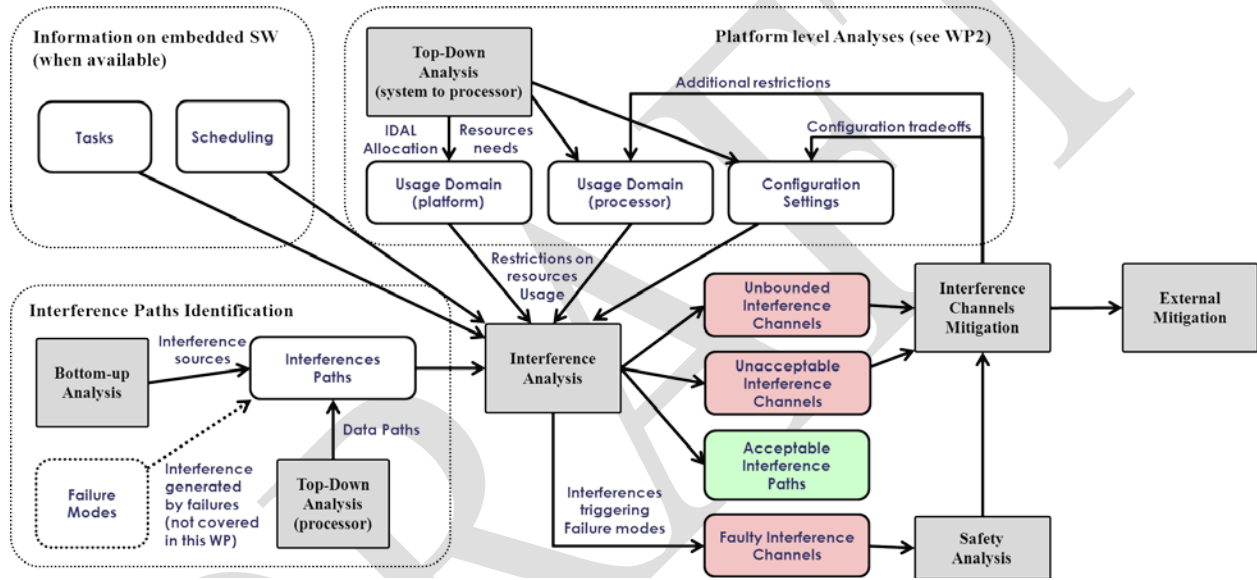 Information on embedded SW
(when available)
Tasks
Scheduling
Platform level Analyses (see WP2)
Top-Down
Analysis
(system to processor)
Additional restrictions
Configuration tradeoffs
IDAL
Allocation
Resources
needs
Usage Domain
(platform)
Usage Domain
(processor)
Configuration
Settings
Restrictions on
resources
Usage
Interference Paths Identification
Bottom-up
Analysis
Interference
sources
Interferences
Paths
Data Paths
Failure
Modes
Interference
generated
by failures
(not covered
in this WP)
Top-Down
Analysis
(processor)
Interference
Analysis
Unbounded
Interference
Channels
Unacceptable
Interference
Channels
Acceptable
Interference
Paths
Interferences
triggering
Failure modes
Faulty Interference
Channels
Interference
Channels
Mitigation
External
Mitigation
Safety
Analysis
DRAFT